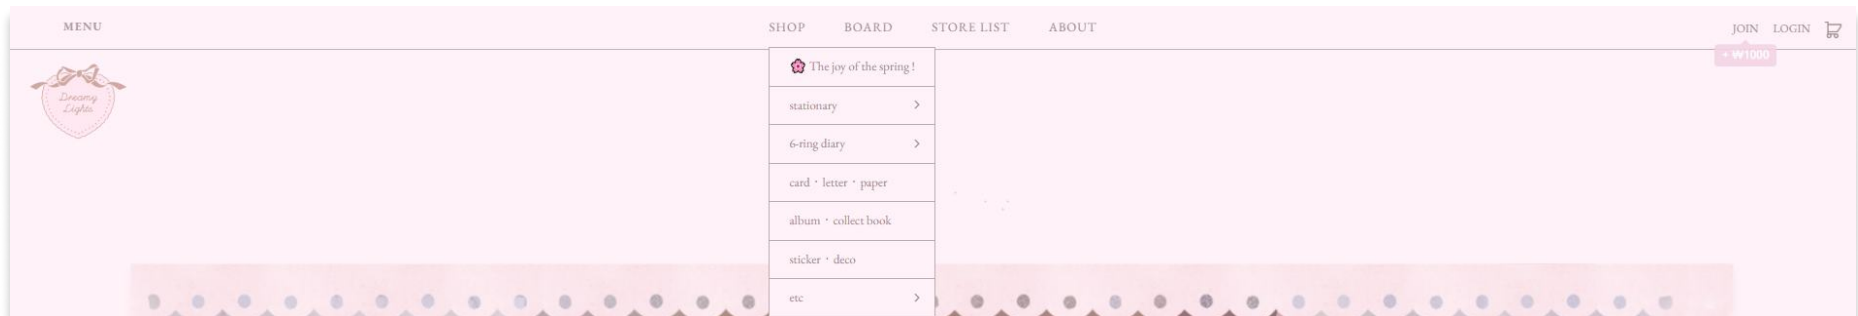 MENU
SHOP
BOARD
STORE LIST
ABOUT
JOIN
LOGIN
+ ₩1000
Dreamy
Lights
The joy of the spring !
stationary
6-ring diary
card · letter · paper
album · collect book
sticker · deco
etc